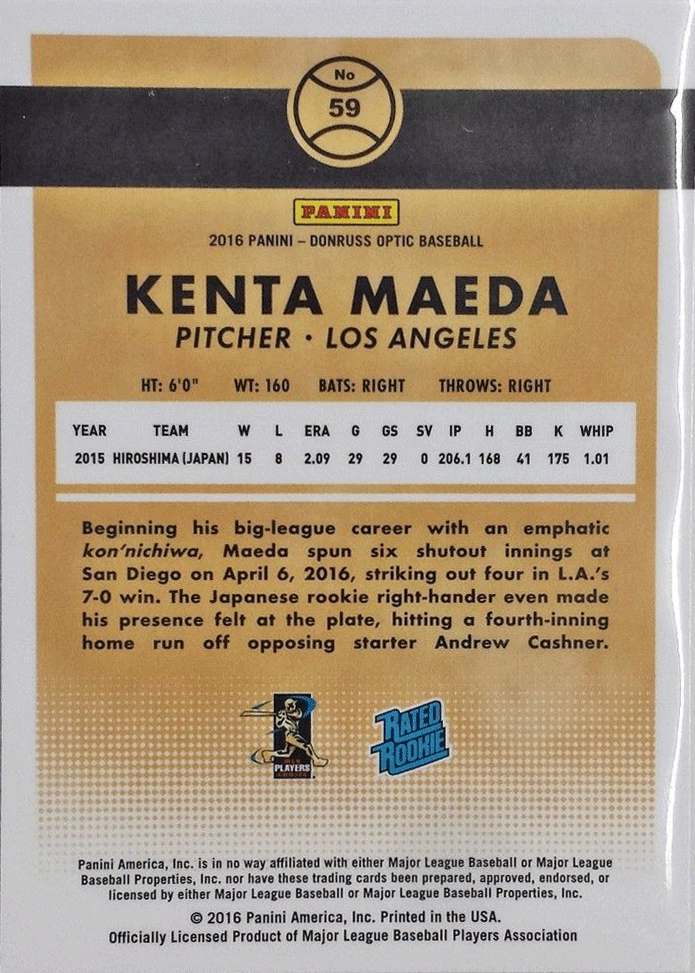 No
59
PANINI
2016 PANINI – DONRUSS OPTIC BASEBALL
KENTA MAEDA
PITCHER • LOS ANGELES
HT: 6'0" WT: 160 BATS: RIGHT THROWS: RIGHT
YEAR TEAM W L ERA G GS SV IP H BB K WHIP
2015 HIROSHIMA (JAPAN) 15 8 2.09 29 29 0 206.1 168 41 175 1.01
Beginning his big-league career with an emphatic
kon'nichiwa, Maeda spun six shutout innings at
San Diego on April 6, 2016, striking out four in L.A.'s
7-0 win. The Japanese rookie right-hander even made
his presence felt at the plate, hitting a fourth-inning
home run off opposing starter Andrew Cashner.
PLAYERS
RATED
ROOKIE
Panini America, Inc. is in no way affiliated with either Major League Baseball or Major League
Baseball Properties, Inc. nor have these trading cards been prepared, approved, endorsed, or
licensed by either Major League Baseball or Major League Baseball Properties, Inc.
© 2016 Panini America, Inc. Printed in the USA.
Officially Licensed Product of Major League Baseball Players Association